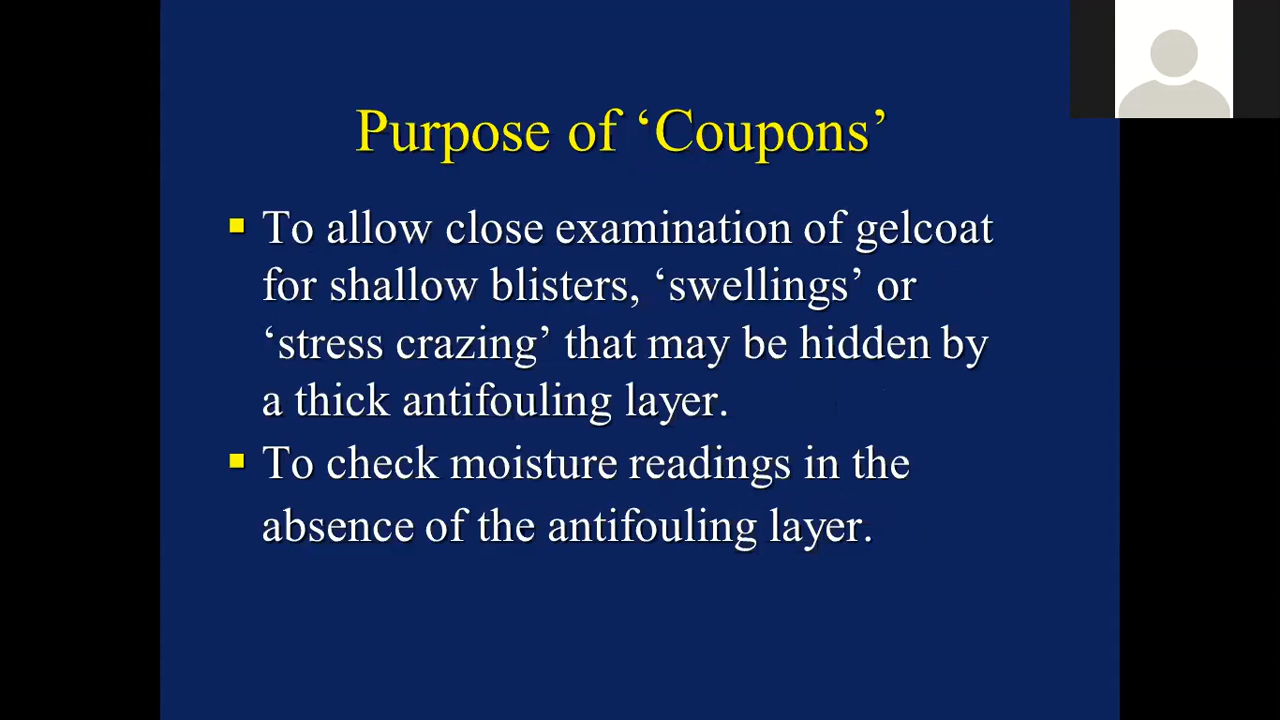 Purpose of ‘Coupons’
To allow close examination of gelcoat
for shallow blisters, ‘swellings’ or
‘stress crazing’ that may be hidden by
a thick antifouling layer.
To check moisture readings in the
absence of the antifouling layer.